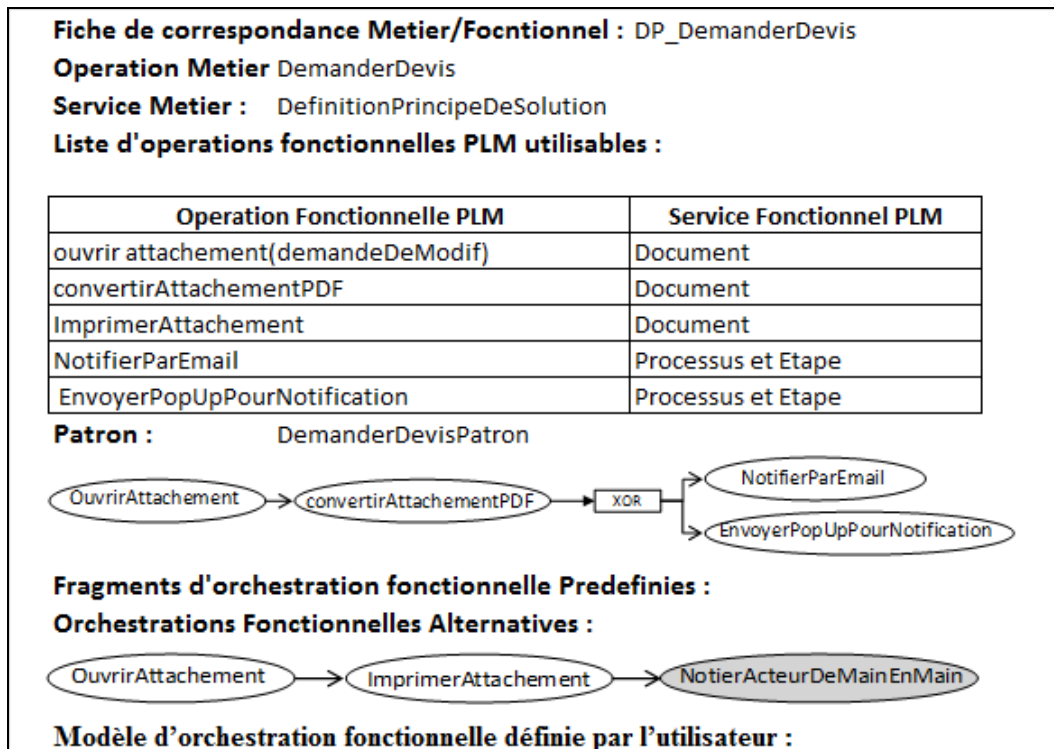 Fiche de correspondance Metier/Focntionnel : DP_DemanderDevis
Operation Metier DemanderDevis
Service Metier : DefinitionPrincipeDeSolution
Liste d'operations fonctionnelles PLM utilisables :
Operation Fonctionnelle PLM Service Fonctionnel PLM
ouvrir attachement(demandeDeModif) Document
convertirAttachementPDF Document
ImprimerAttachement Document
NotifierParEmail Processus et Etape
EnvoyerPopUpPourNotification Processus et Etape
Patron : DemanderDevisPatron
OuvrirAttachement convertirAttachementPDF XOR NotifierParEmail
EnvoyerPopUpPourNotification
Fragments d'orchestration fonctionnelle Predefinies :
Orchestrations Fonctionnelles Alternatives :
OuvrirAttachement ImprimerAttachement NotierActeurDeMainEnMain
Modèle d'orchestration fonctionnelle définie par l'utilisateur :